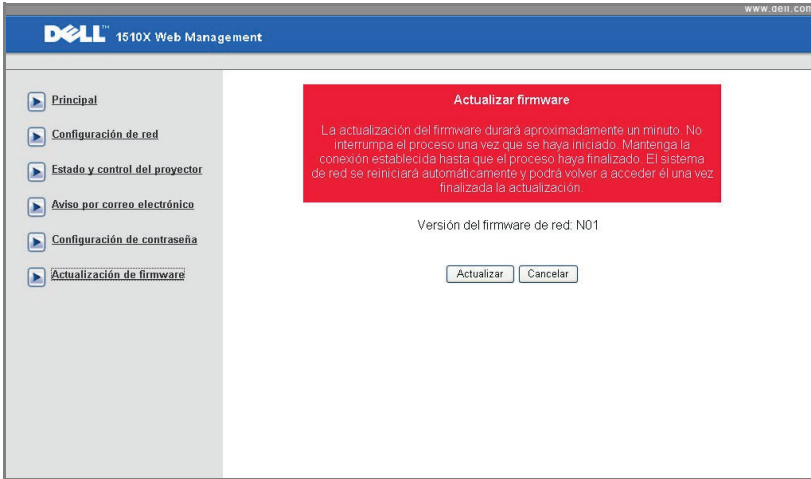 www.dell.com
DELL™ 1510X Web Management
Principal
Configuración de red
Estado y control del proyector
Aviso por correo electrónico
Configuración de contraseña
Actualización de firmware
Actualizar firmware
La actualización del firmware durará aproximadamente un minuto. No
interrumpa el proceso una vez que se haya iniciado. Mantenga la
conexión establecida hasta que el proceso haya finalizado. El sistema
de red se reiniciará automáticamente y podrá volver a acceder él una vez
finalizada la actualización.
Versión del firmware de red: N01
Actualizar Cancelar